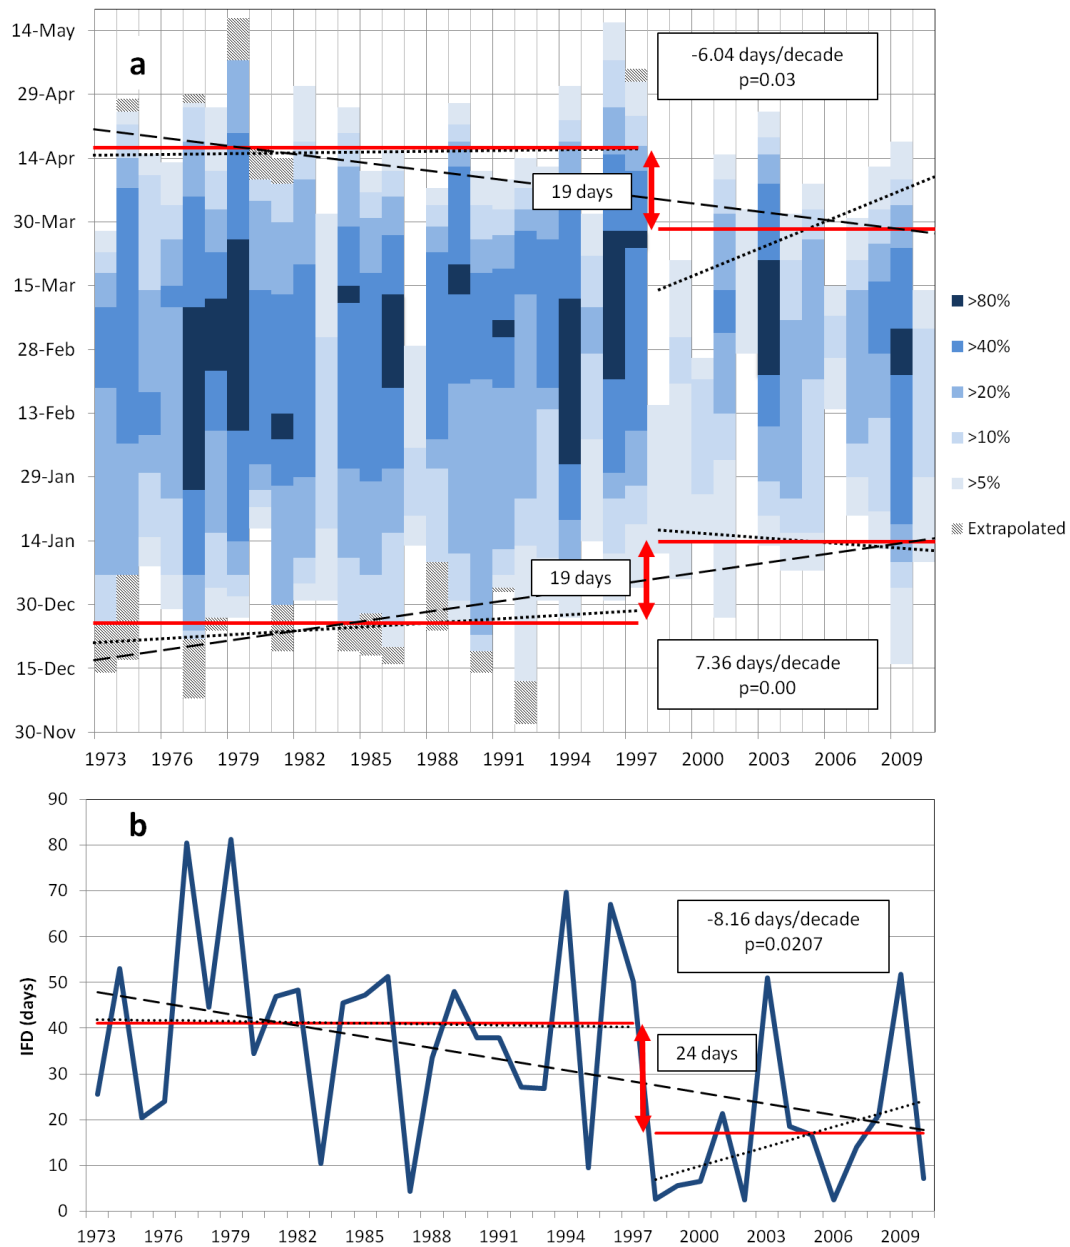 a
14-May
29-Apr
14-Apr
30-Mar
15-Mar
28-Feb
13-Feb
29-Jan
14-Jan
30-Dec
15-Dec
30-Nov
-6.04 days/decade
p=0.03
19 days
19 days
7.36 days/decade
p=0.00
>80%
>40%
>20%
>10%
>5%
Extrapolated
1973 1976 1979 1982 1985 1988 1991 1994 1997 2000 2003 2006 2009
b
IFD (days)
90
80
70
60
50
40
30
20
10
0
-8.16 days/decade
p=0.0207
24 days
1973 1976 1979 1982 1985 1988 1991 1994 1997 2000 2003 2006 2009